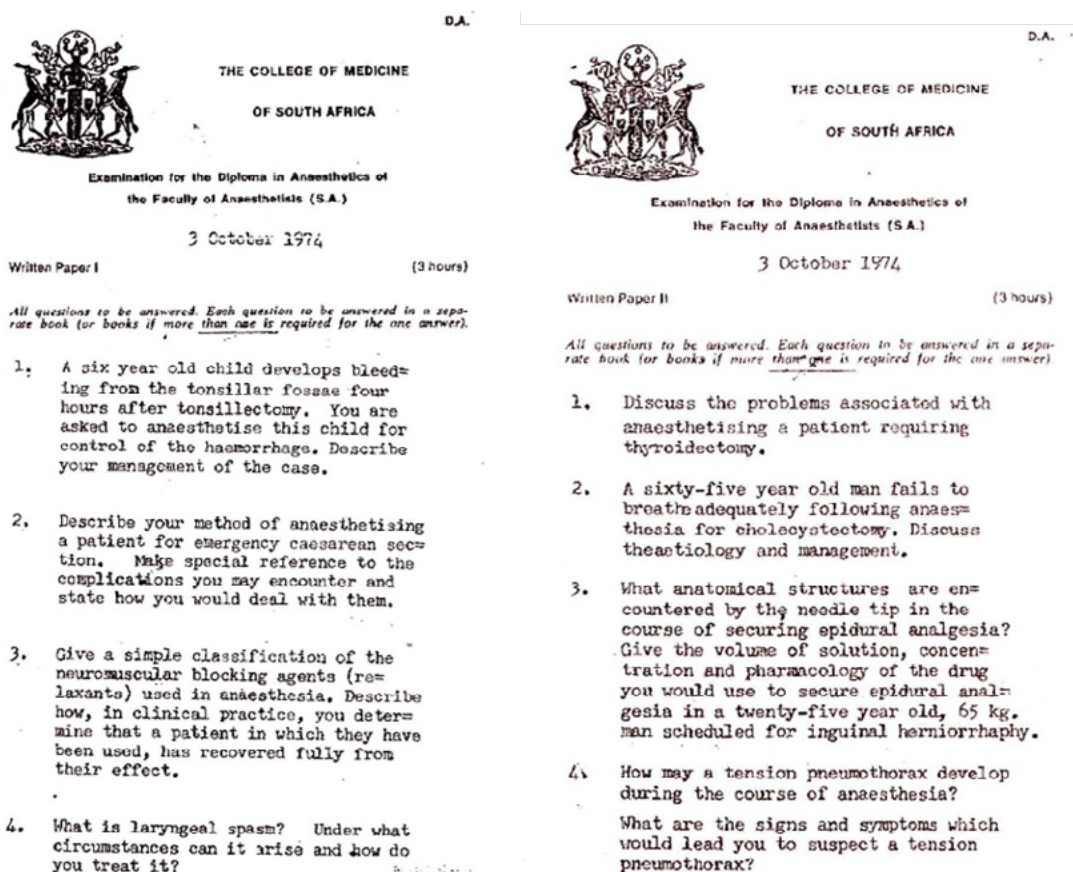 D.A.
THE COLLEGE OF MEDICINE
OF SOUTH AFRICA
Examination for the Diploma in Anaesthetics of
the Faculty of Anaesthetists (S.A.)
3 October 1974
Written Paper I (3 hours)
All questions to be answered. Each question to be answered in a sepa-
rate book (or books if more than one is required for the one answer).
1. A six year old child develops bleed=
ing from the tonsillar fossae four
hours after tonsillectomy. You are
asked to anaesthetise this child for
control of the haemorrhage. Describe
your management of the case.
2. Describe your method of anaesthetising
a patient for emergency caesarean sec=
tion. Make special reference to the
complications you may encounter and
state how you would deal with them.
3. Give a simple classification of the
neuromuscular blocking agents (re=
laxants) used in anaesthesia. Describe
how, in clinical practice, you deter=
mine that a patient in which they have
been used, has recovered fully from
their effect.
4. What is laryngeal spasm? Under what
circumstances can it arise and how do
you treat it?
D.A.
THE COLLEGE OF MEDICINE
OF SOUTH AFRICA
Examination for the Diploma in Anaesthetics of
the Faculty of Anaesthetists (S.A.)
3 October 1974
Written Paper II (3 hours)
All questions to be answered. Each question to be answered in a sepa-
rate book (or books if more than one is required for the one answer).
1. Discuss the problems associated with
anaesthetising a patient requiring
thyroidectomy.
2. A sixty-five year old man fails to
breathe adequately following anaes=
thesia for cholecystectomy. Discuss
theaetiology and management.
3. What anatomical structures are en=
countered by the needle tip in the
course of securing epidural analgesia?
Give the volume of solution, concen=
tration and pharmacology of the drug
you would use to secure epidural anal=
gesia in a twenty-five year old, 65 kg.
man scheduled for inguinal herniorrhaphy.
4. How may a tension pneumothorax develop
during the course of anaesthesia?
What are the signs and symptoms which
would lead you to suspect a tension
pneumothorax?